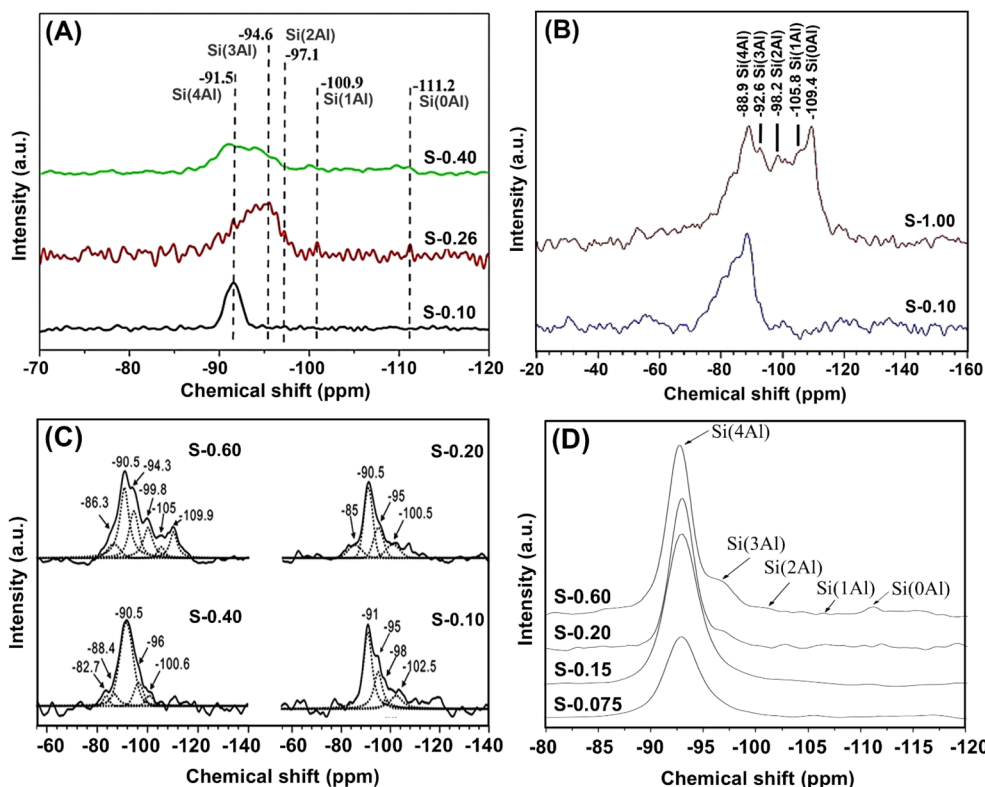 (A)
-94.6
Si(3Al)
Si(2Al)
-97.1
-91.5
Si(4Al)
-100.9
Si(1Al)
-111.2
Si(0Al)
S-0.40
S-0.26
S-0.10
Intensity (a.u.)
-70 -80 -90 -100 -110 -120
Chemical shift (ppm)
(B)
-88.9 Si(4Al)
-92.6 Si(3Al)
-98.2 Si(2Al)
-105.8 Si(1Al)
-109.4 Si(0Al)
S-1.00
S-0.10
Intensity (a.u.)
-20 -40 -60 -80 -100 -120 -140 -160
Chemical shift (ppm)
(C)
S-0.60
-90.5
-94.3
-99.8
-86.3
-105
-109.9
S-0.20
-90.5
-95
-85
-100.5
S-0.40
-90.5
-88.4
-96
-82.7
-100.6
S-0.10
-91
-95
-98
-102.5
Intensity (a.u.)
-60 -80 -100 -120 -140 -60 -80 -100 -120 -140
Chemical shift (ppm)
(D)
Si(4Al)
Si(3Al)
Si(2Al)
Si(1Al)
Si(0Al)
S-0.60
S-0.20
S-0.15
S-0.075
Intensity (a.u.)
-80 -85 -90 -95 -100 -105 -110 -115 -120
Chemical shift (ppm)